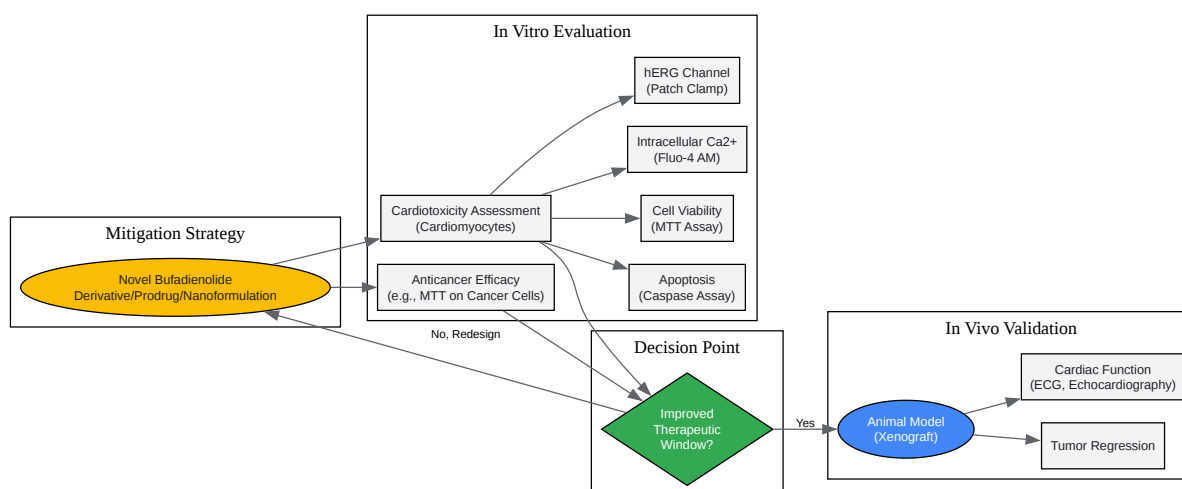 In Vitro Evaluation
hERG Channel
(Patch Clamp)
Intracellular Ca2+
(Fluo-4 AM)
Cardiotoxicity Assessment
(Cardiomyocytes)
Cell Viability
(MTT Assay)
Mitigation Strategy
Novel Bufadienolide
Derivative/Prodrug/Nanoformulation
Anticancer Efficacy
(e.g., MTT on Cancer Cells)
Apoptosis
(Caspase Assay)
No, Redesign
Decision Point
Improved
Therapeutic
Window?
Yes
In Vivo Validation
Cardiac Function
(ECG, Echocardiography)
Animal Model
(Xenograft)
Tumor Regression